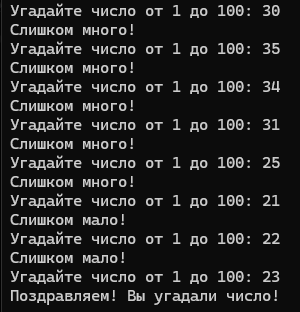 Угадайте число от 1 до 100: 30
Слишком много!
Угадайте число от 1 до 100: 35
Слишком много!
Угадайте число от 1 до 100: 34
Слишком много!
Угадайте число от 1 до 100: 31
Слишком много!
Угадайте число от 1 до 100: 25
Слишком много!
Угадайте число от 1 до 100: 21
Слишком мало!
Угадайте число от 1 до 100: 22
Слишком мало!
Угадайте число от 1 до 100: 23
Поздравляем! Вы угадали число!